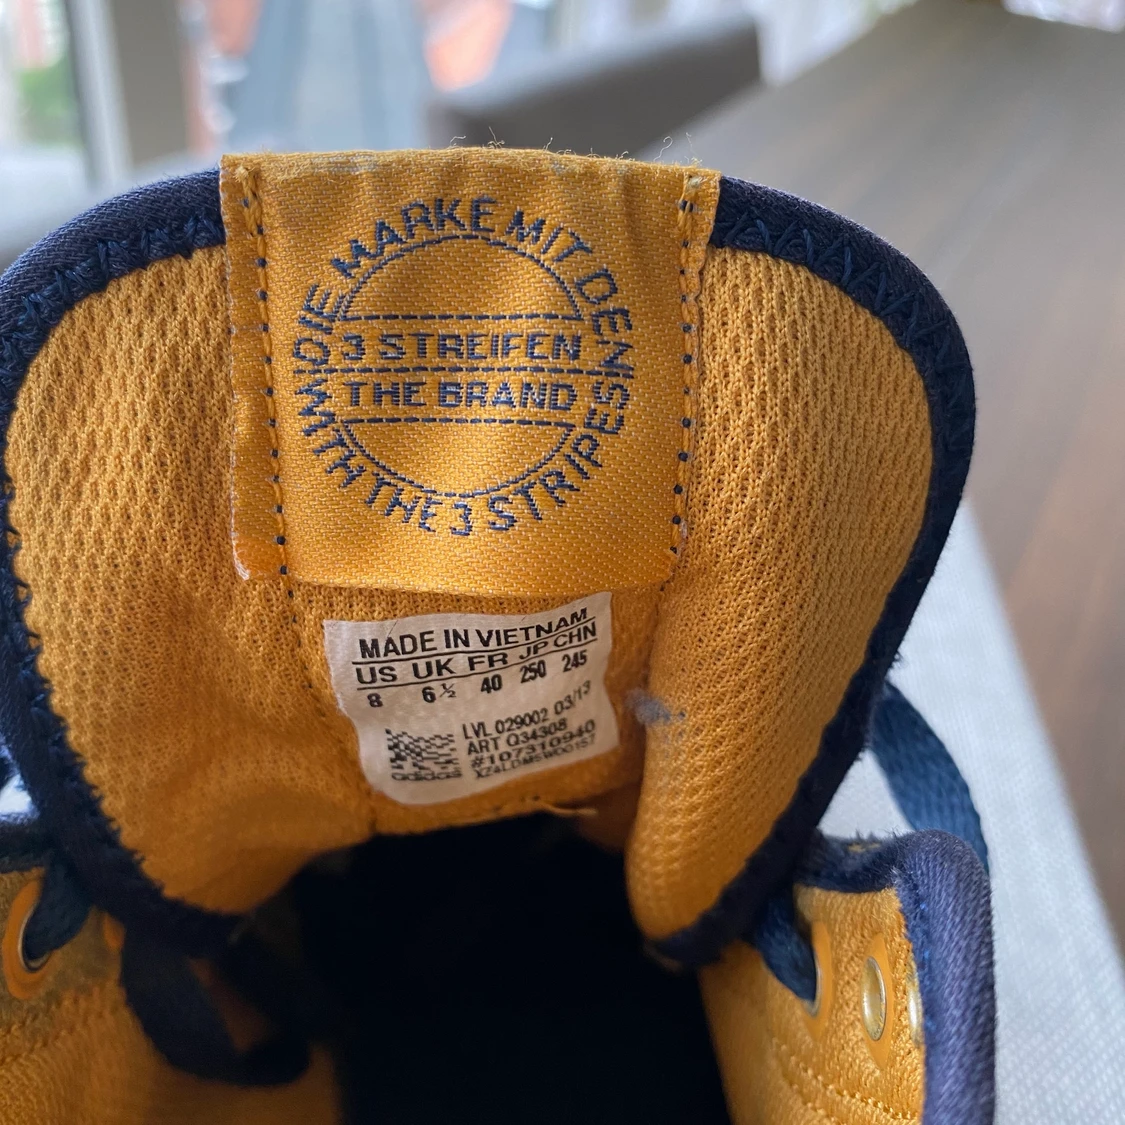 DIE MARKE MIT DEN
3 STREIFEN
THE BRAND
WITH THE 3 STRIPES
MADE IN VIETNAM
US UK FR JP CHN
8 6½ 40 250 245
LVL 029002 03/13
ART Q34308
#107310940
adidas